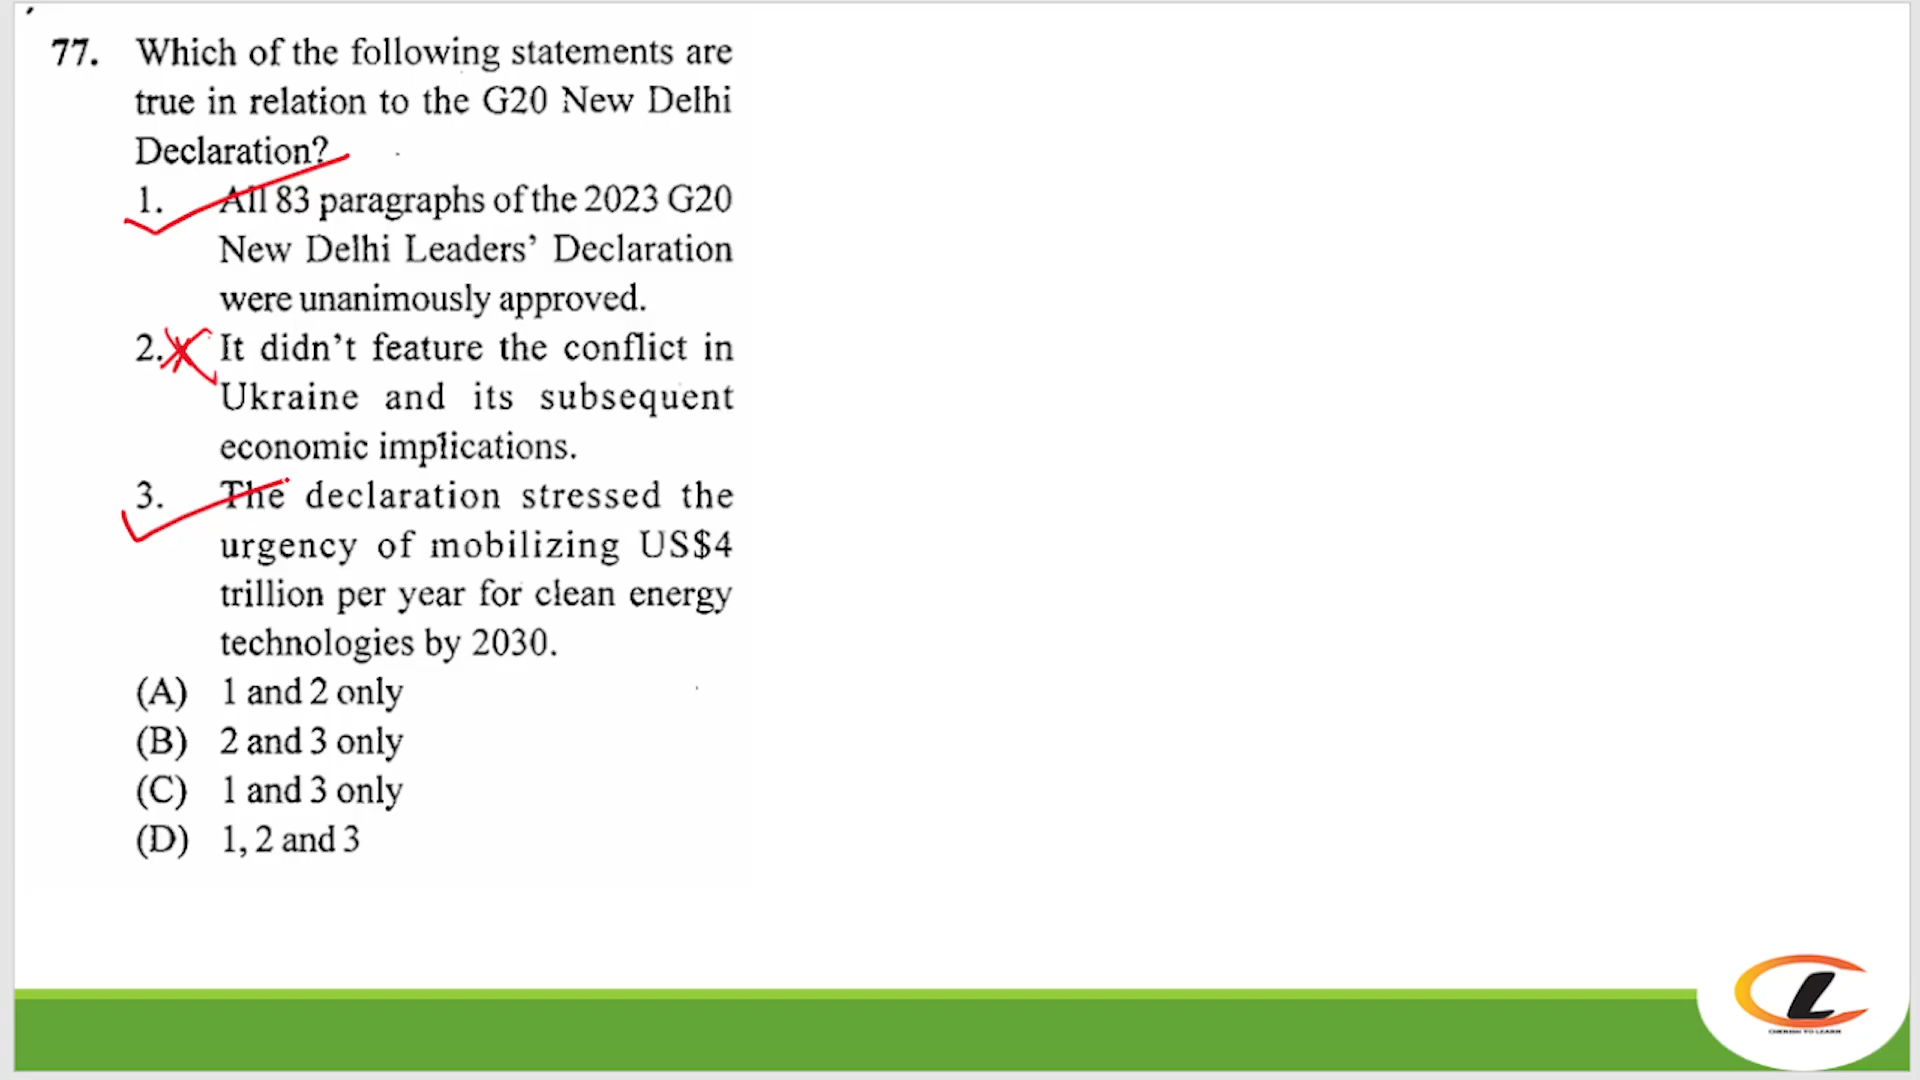 77. Which of the following statements are
true in relation to the G20 New Delhi
Declaration?
1. All 83 paragraphs of the 2023 G20
New Delhi Leaders' Declaration
were unanimously approved.
2. It didn't feature the conflict in
Ukraine and its subsequent
economic implications.
3. The declaration stressed the
urgency of mobilizing US$4
trillion per year for clean energy
technologies by 2030.
(A) 1 and 2 only
(B) 2 and 3 only
(C) 1 and 3 only
(D) 1, 2 and 3
CL
CHERISH TO LEARN